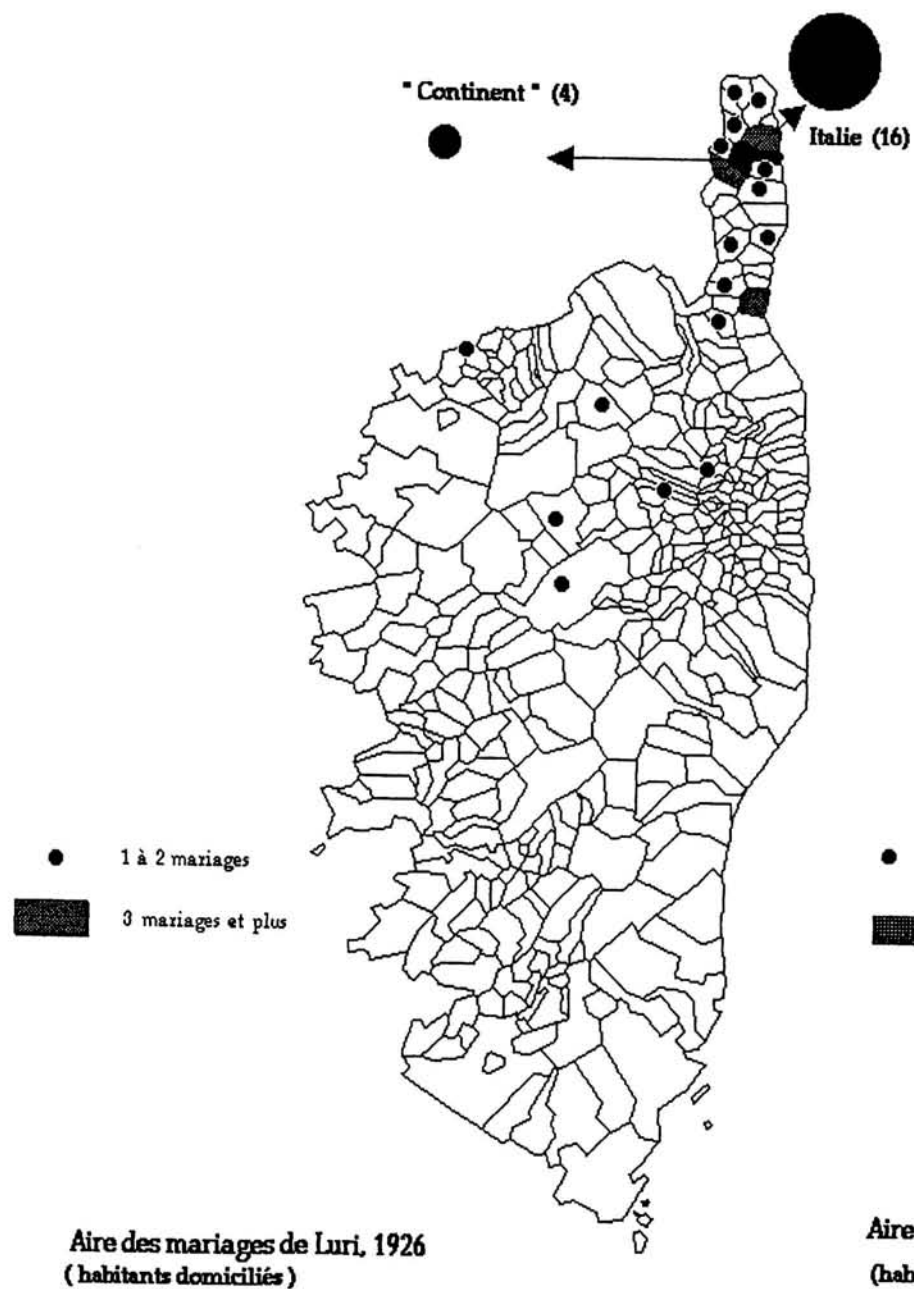 " Continent " (4)
Italie (16)
1 à 2 mariages
3 mariages et plus
Aire des mariages de Luri, 1926
( habitants domiciliés )
Aire
(hab